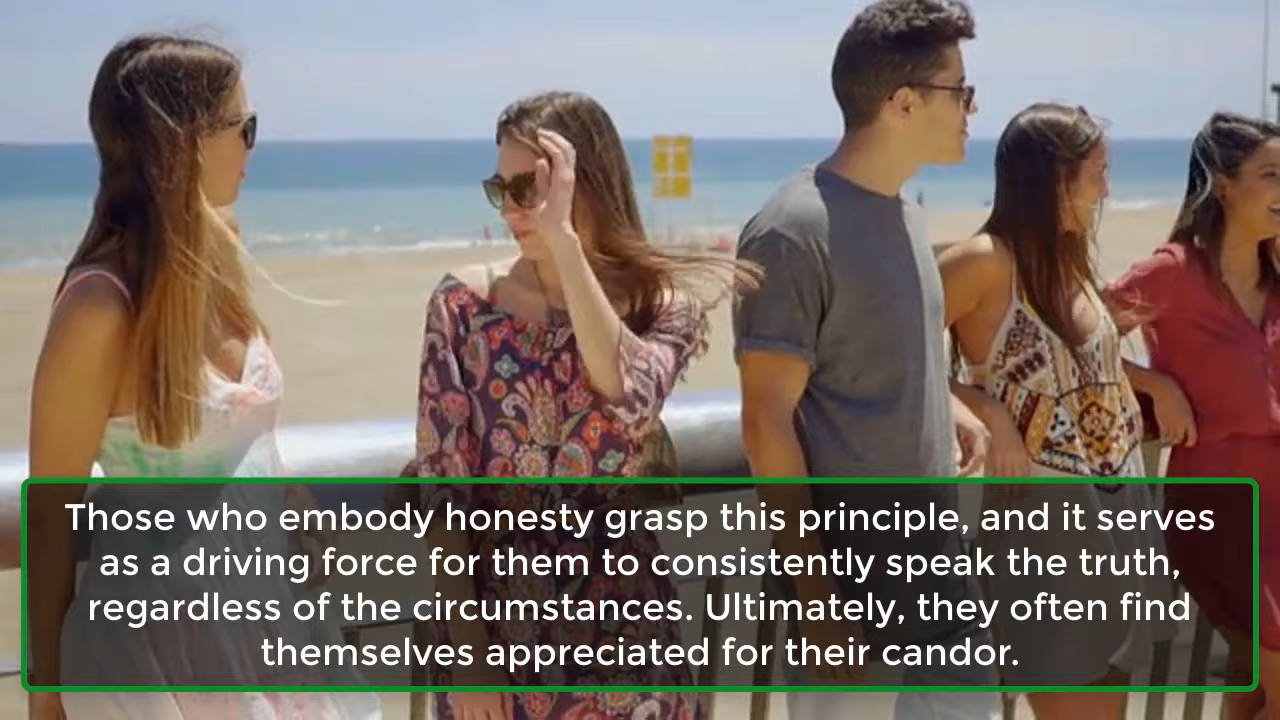 Those who embody honesty grasp this principle, and it serves
as a driving force for them to consistently speak the truth,
regardless of the circumstances. Ultimately, they often find
themselves appreciated for their candor.